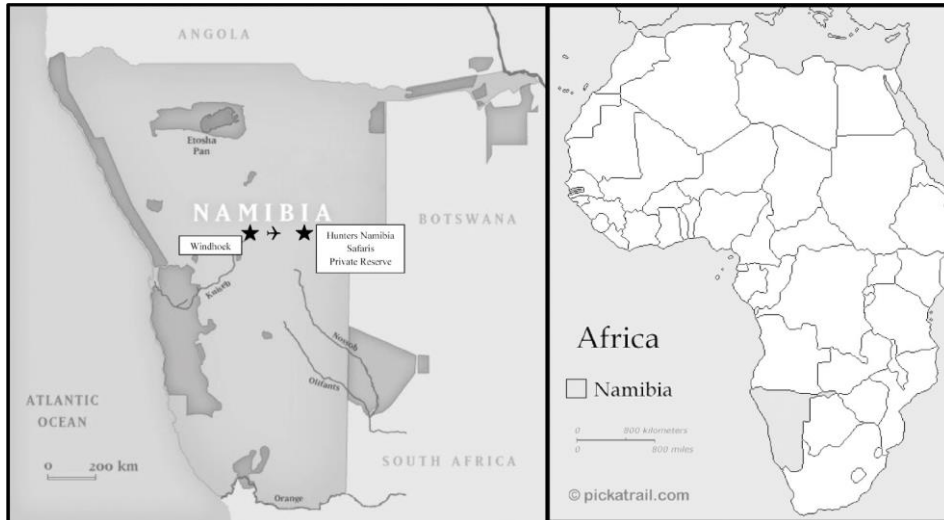 ANGOLA
Etosha
Pan
NAMIBIA
BOTSWANA
Windhoek
Hunters Namibia
Safaris
Private Reserve
Kuiseb
Nossob
Olifants
ATLANTIC
OCEAN
0 200 km
SOUTH AFRICA
Orange
Africa
Namibia
0 800 kilometers
0 800 miles
© pickatrail.com